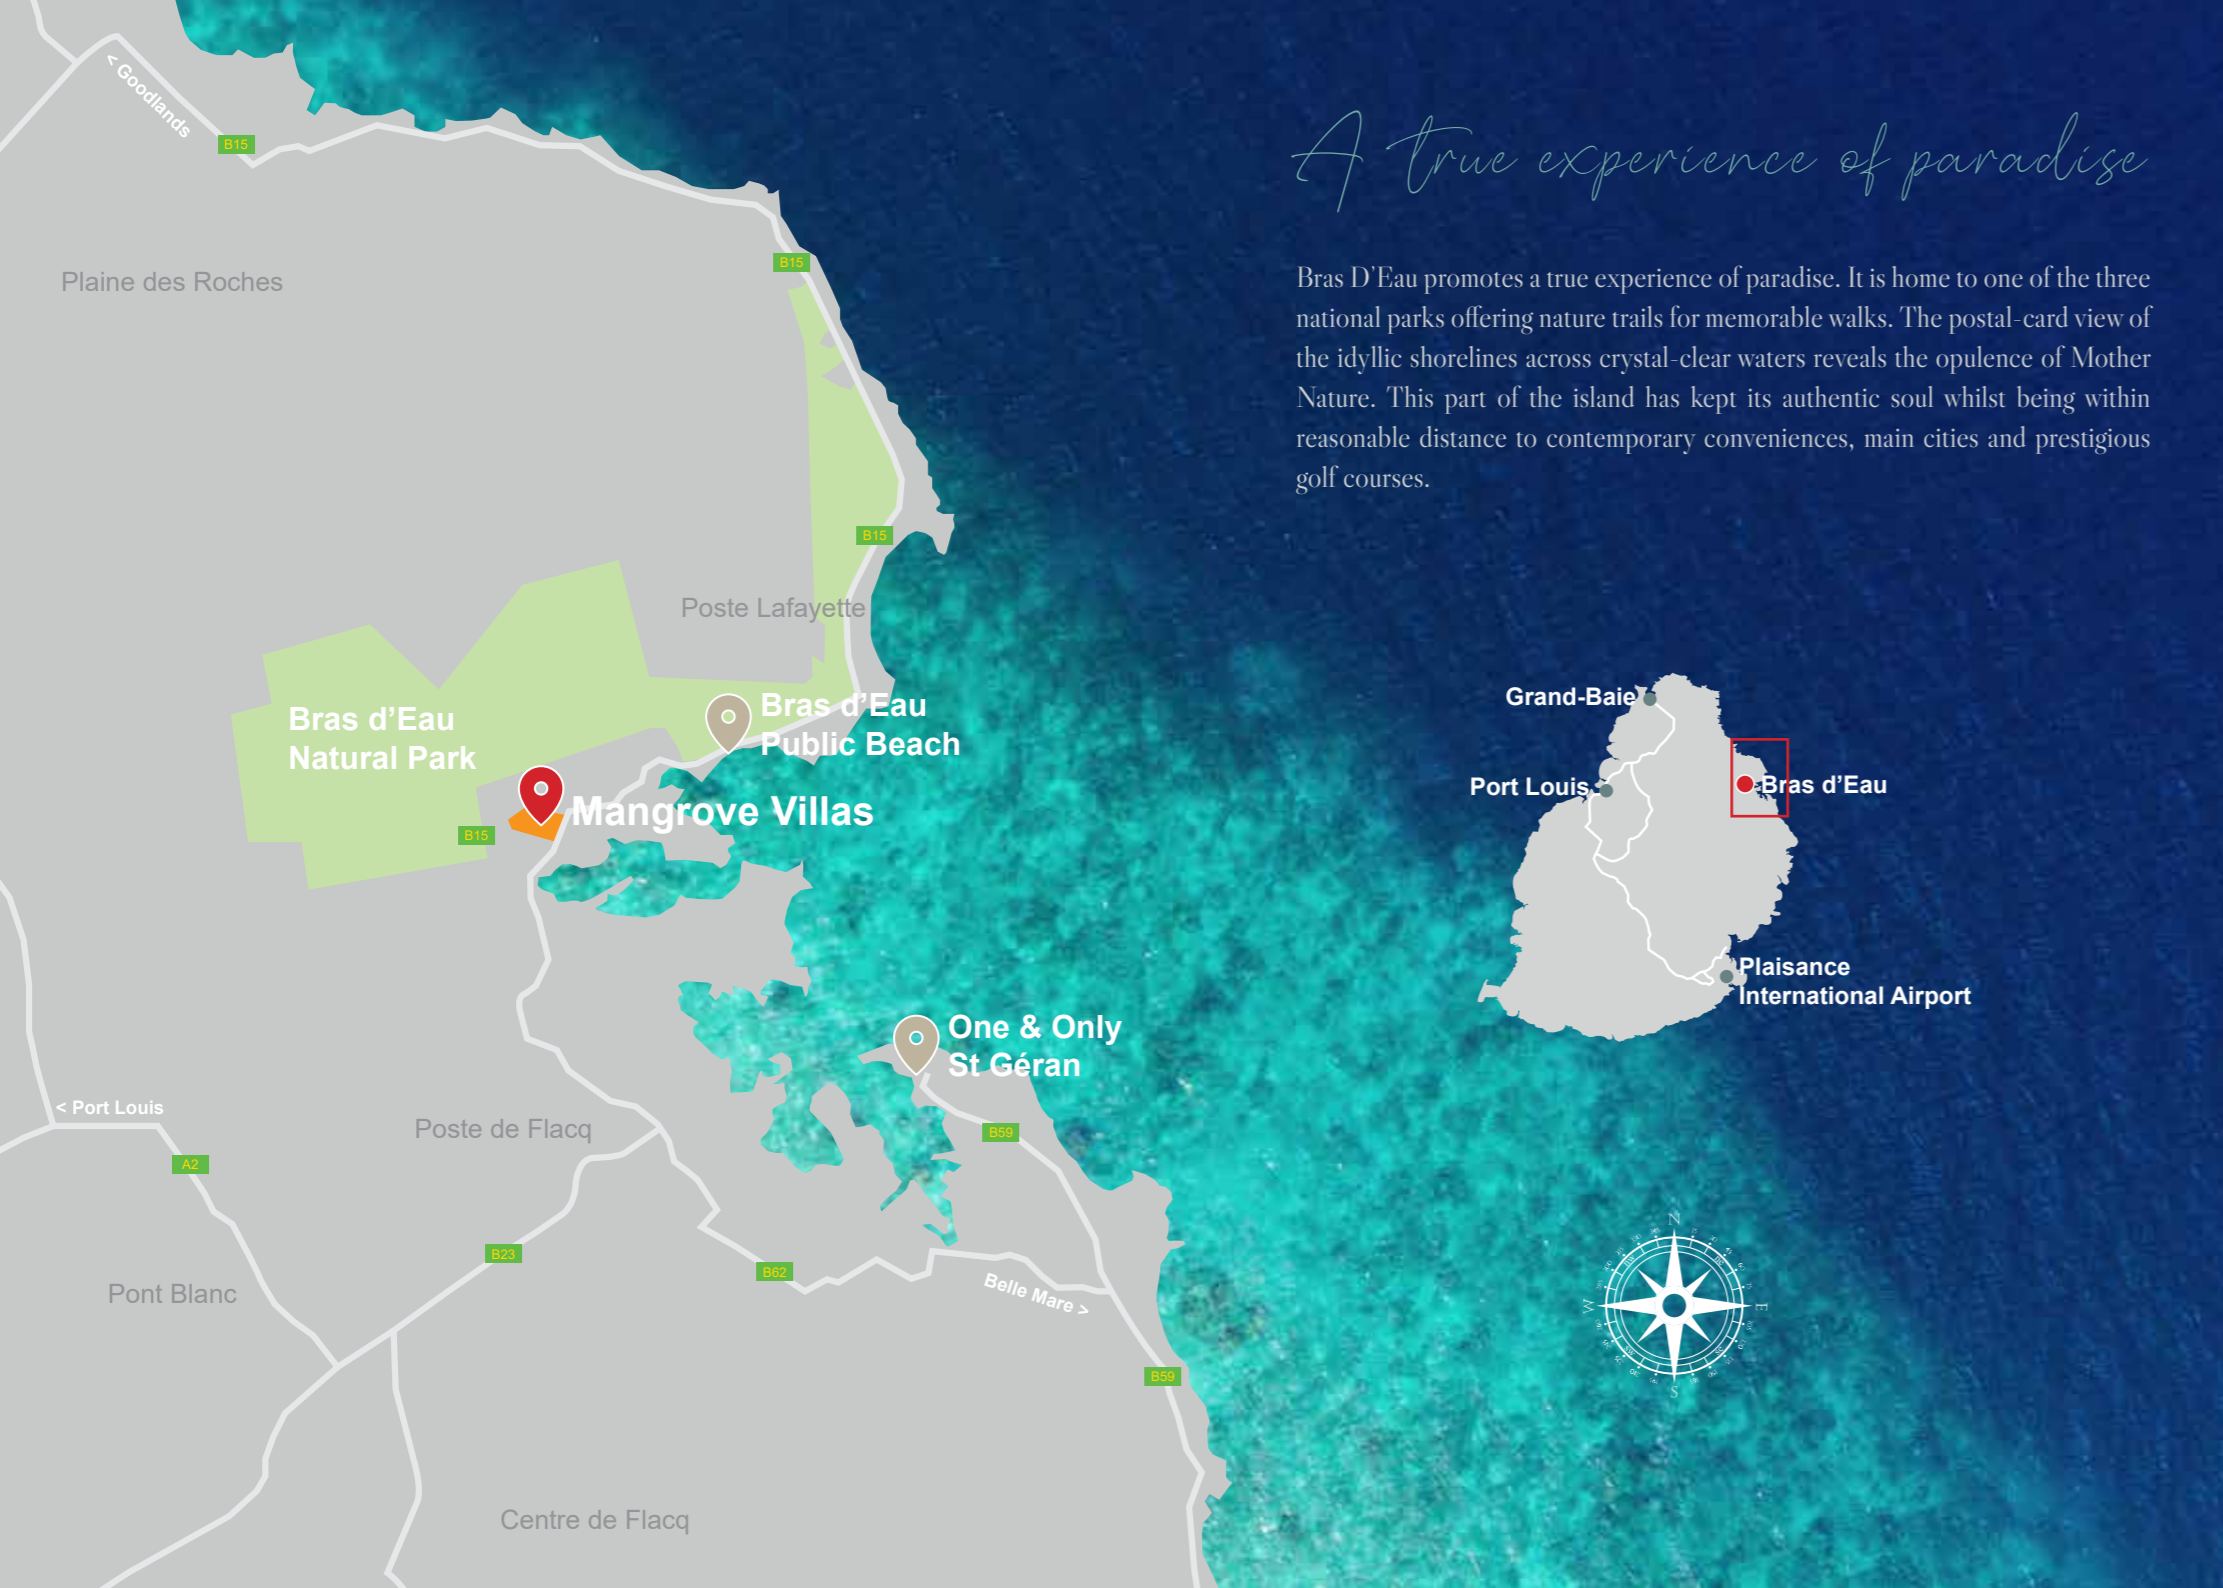 A true experience of paradise
Bras D’Eau promotes a true experience of paradise. It is home to one of the three
national parks offering nature trails for memorable walks. The postal-card view of
the idyllic shorelines across crystal-clear waters reveals the opulence of Mother
Nature. This part of the island has kept its authentic soul whilst being within
reasonable distance to contemporary conveniences, main cities and prestigious
golf courses.
< Goodlands
B15
B15
Plaine des Roches
B15
Poste Lafayette
Bras d’Eau
Natural Park
Bras d’Eau
Public Beach
Mangrove Villas
B15
One & Only
St Géran
< Port Louis
Poste de Flacq
B59
A2
B23
B62
Belle Mare >
Pont Blanc
B59
Centre de Flacq
Grand-Baie
Port Louis
Bras d’Eau
Plaisance
International Airport
N
W
E
S